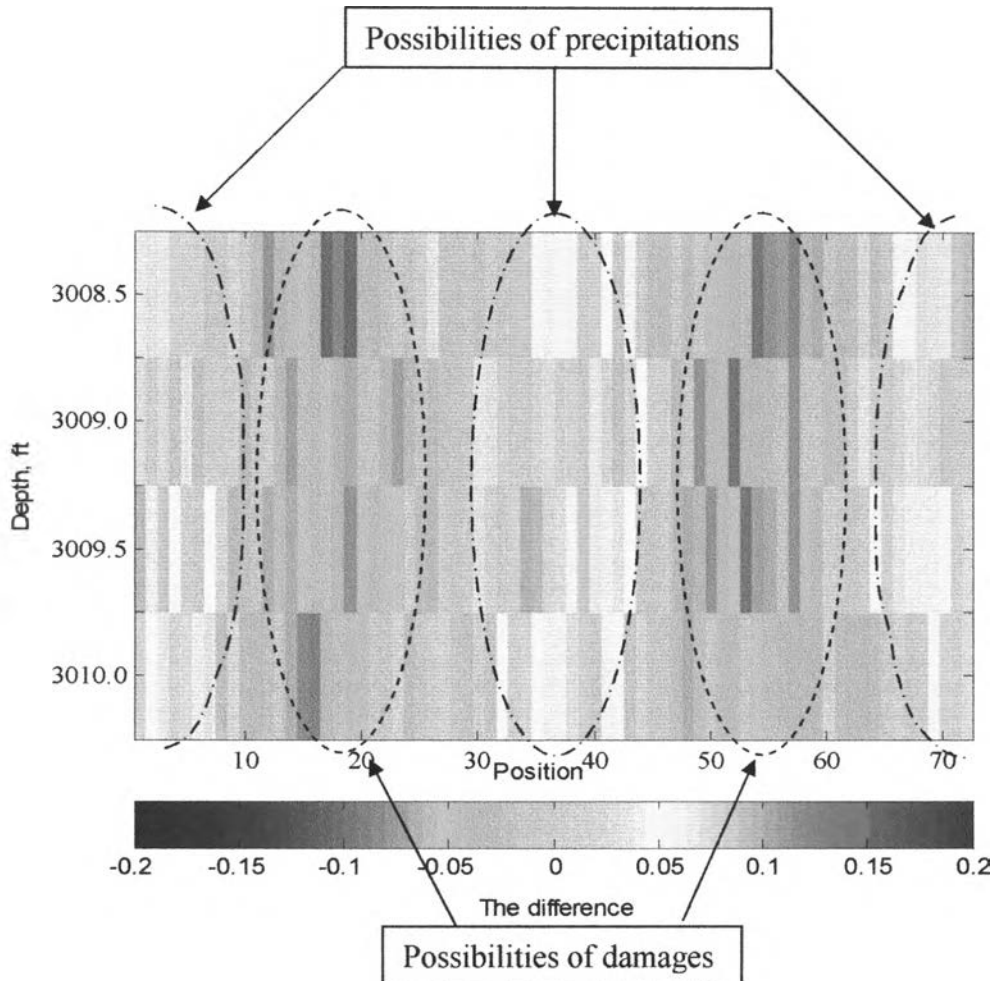 Possibilities of precipitations
3008.5
3009.0
3009.5
3010.0
Depth, ft
10 20 30 40 50 60 70
Position
-0.2 -0.15 -0.1 -0.05 0 0.05 0.1 0.15 0.2
The difference
Possibilities of damages